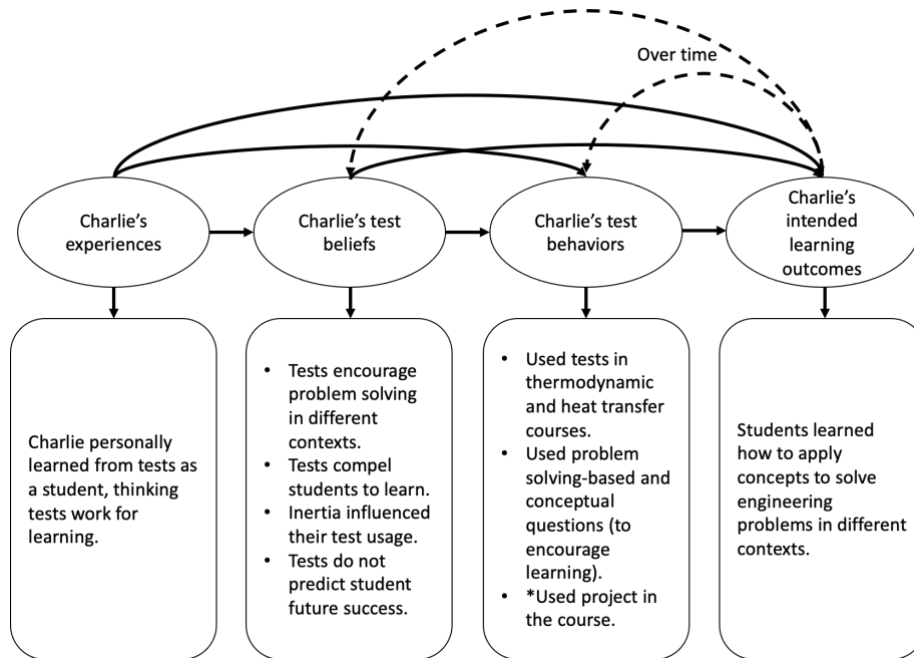 Over time
Charlie's
experiences
Charlie's test
beliefs
Charlie's test
behaviors
Charlie's
intended
learning
outcomes
Charlie personally
learned from tests as
a student, thinking
tests work for
learning.
• Tests encourage
problem solving
in different
contexts.
• Tests compel
students to learn.
• Inertia influenced
their test usage.
• Tests do not
predict student
future success.
• Used tests in
thermodynamic
and heat transfer
courses.
• Used problem
solving-based and
conceptual
questions (to
encourage
learning).
• *Used project in
the course.
Students learned
how to apply
concepts to solve
engineering
problems in different
contexts.